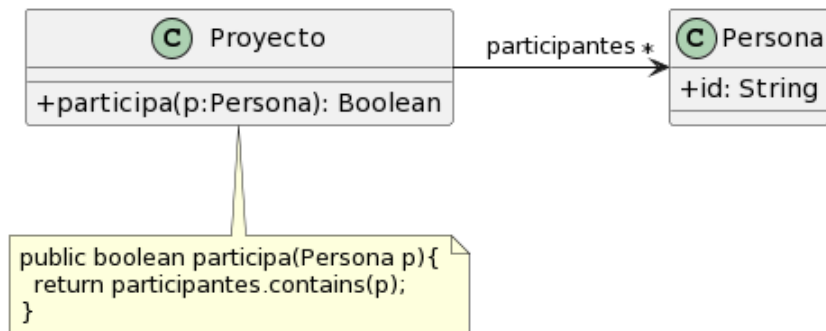 C Proyecto
participantes *
C Persona
+id: String
+participa(p:Persona): Boolean
public boolean participa(Persona p){
return participantes.contains(p);
}